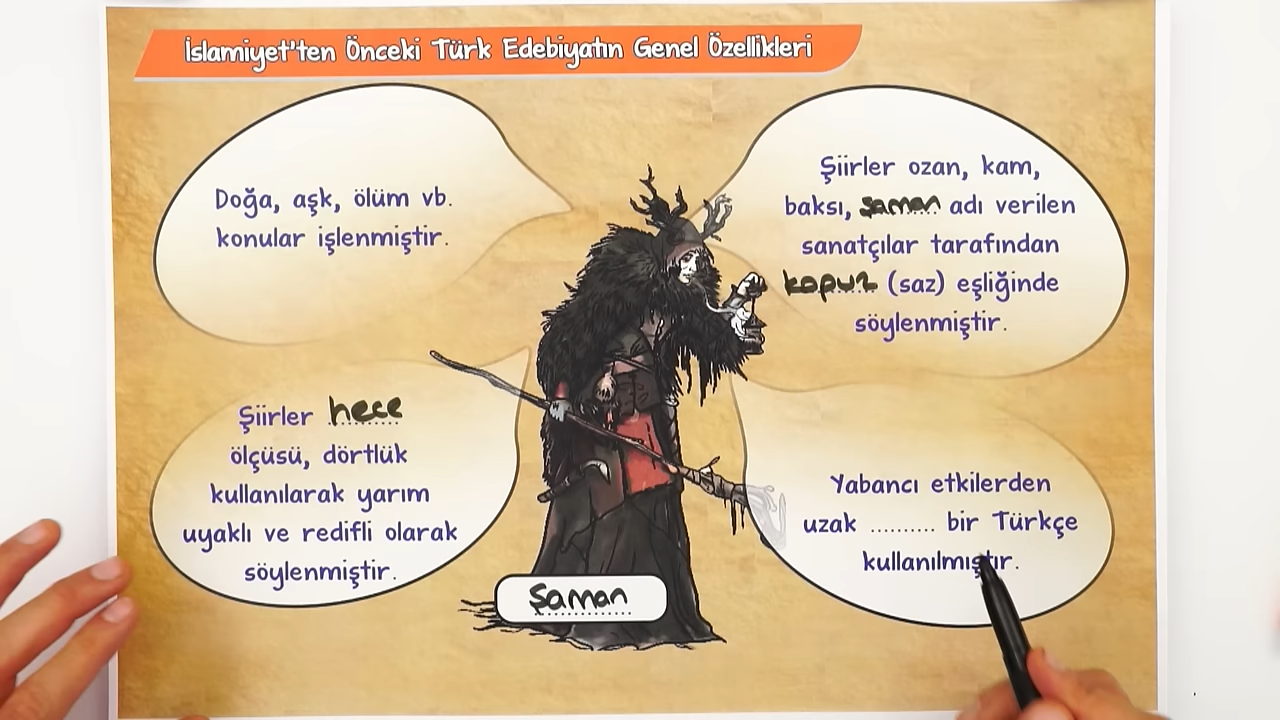 İslamiyet'ten Önceki Türk Edebiyatın Genel Özellikleri
Doğa, aşk, ölüm vb.
konular işlenmiştir.
Şiirler ozan, kam,
baksı, şaman adı verilen
sanatçılar tarafından
kopuz (saz) eşliğinde
söylenmiştir.
Şiirler hece
ölçüsü, dörtlük
kullanılarak yarım
uyaklı ve redifli olarak
söylenmiştir.
Yabancı etkilerden
uzak .......... bir Türkçe
kullanılmıştır.
Şaman